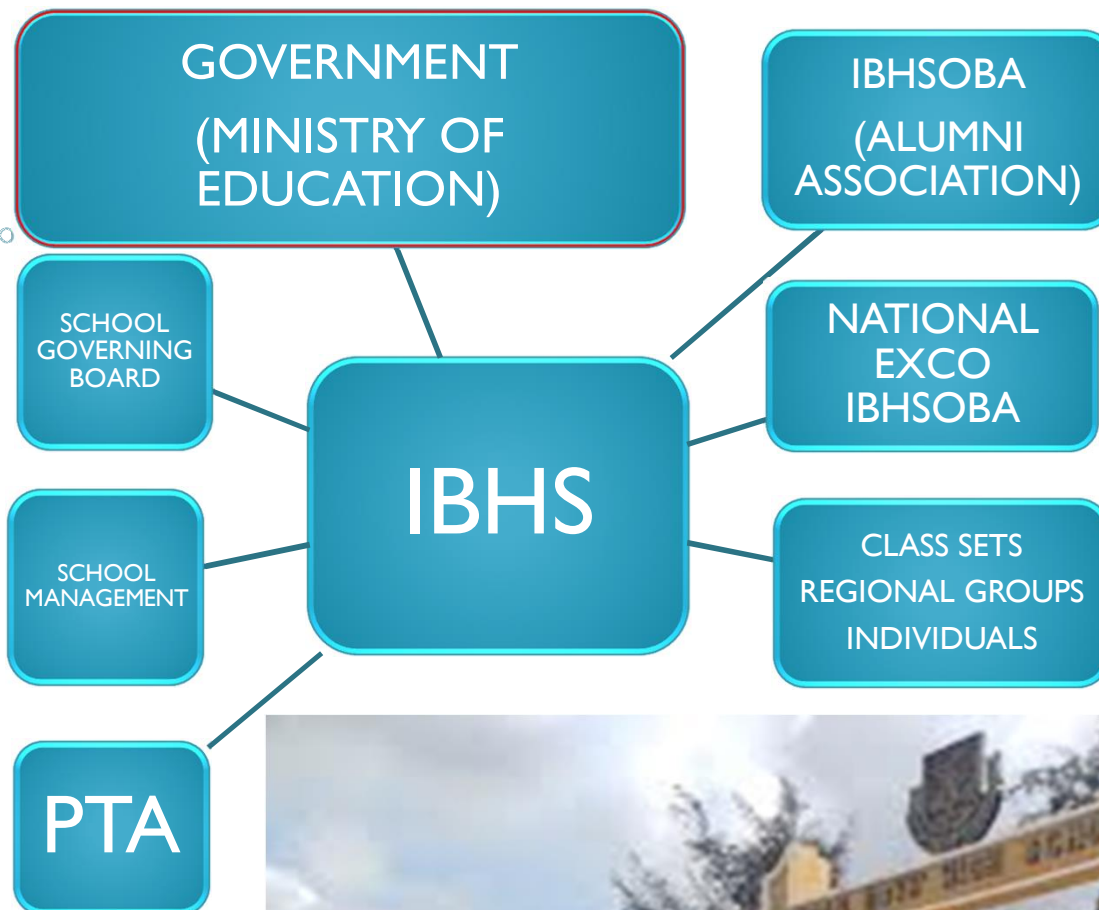 GOVERNMENT
(MINISTRY OF
EDUCATION)
IBHSOBA
(ALUMNI
ASSOCIATION)
SCHOOL
GOVERNING
BOARD
NATIONAL
EXCO
IBHSOBA
IBHS
SCHOOL
MANAGEMENT
CLASS SETS
REGIONAL GROUPS
INDIVIDUALS
PTA